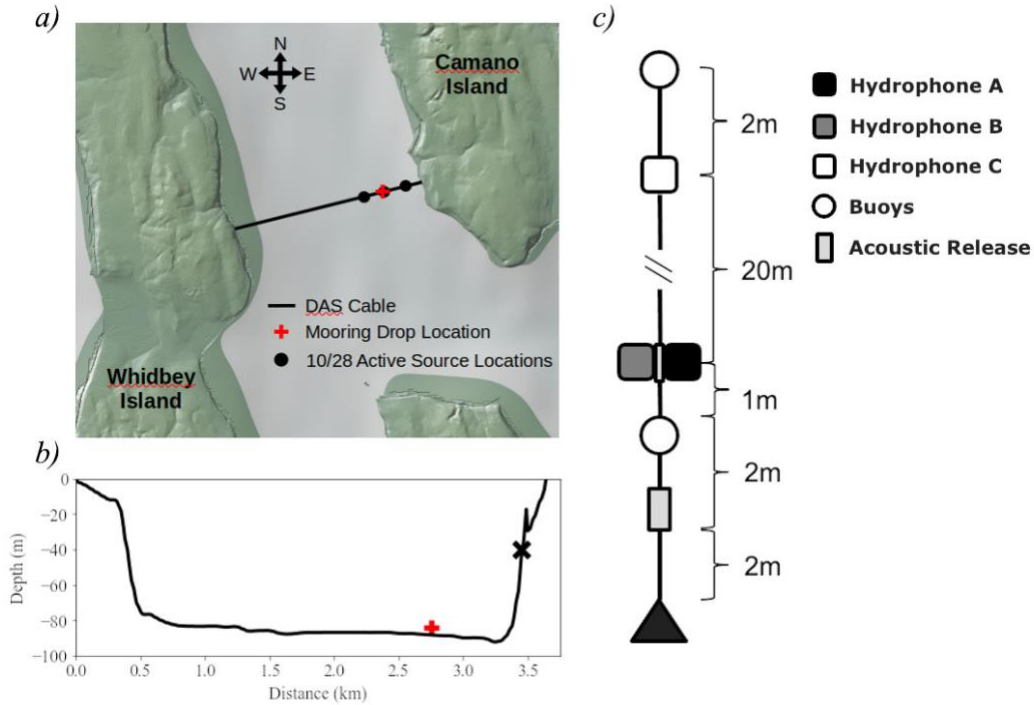 a)
N
W E
S
Camano
Island
DAS Cable
Mooring Drop Location
10/28 Active Source Locations
Whidbey
Island
b)
0
−20
−40
−60
−80
−100
Depth (m)
0.0 0.5 1.0 1.5 2.0 2.5 3.0 3.5
Distance (km)
c)
2m
20m
1m
2m
2m
Hydrophone A
Hydrophone B
Hydrophone C
Buoys
Acoustic Release